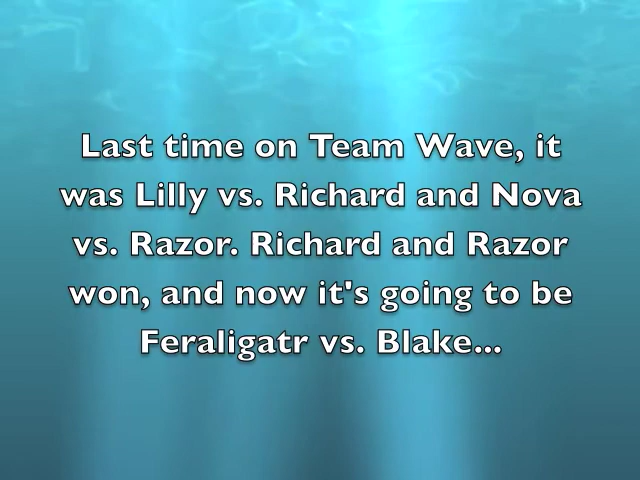 Last time on Team Wave, it
was Lilly vs. Richard and Nova
vs. Razor. Richard and Razor
won, and now it's going to be
Feraligatr vs. Blake...